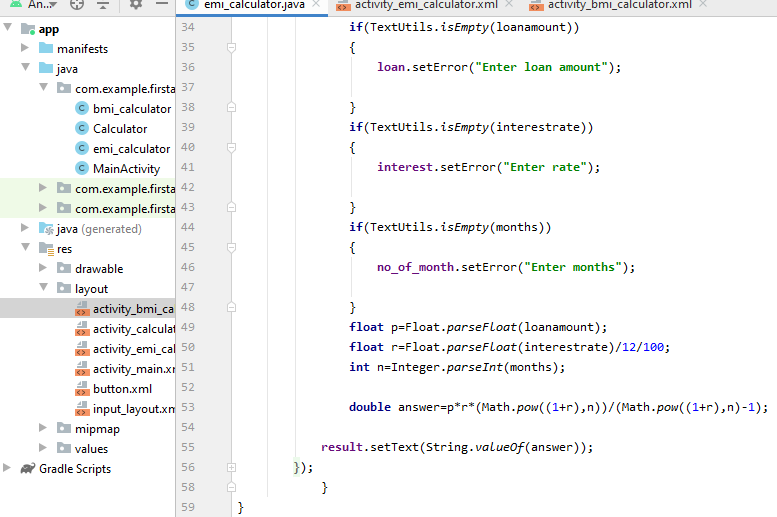 An...
emi_calculator.java
activity_emi_calculator.xml
activity_bmi_calculator.xml
app
manifests
java
com.example.firsta
bmi_calculator
Calculator
emi_calculator
MainActivity
com.example.firsta
com.example.firsta
java (generated)
res
drawable
layout
activity_bmi_ca
activity_calculat
activity_emi_cal
activity_main.x
button.xml
input_layout.xm
mipmap
values
Gradle Scripts
34 if(TextUtils.isEmpty(loanamount))
35 {
36 loan.setError("Enter loan amount");
37
38 }
39 if(TextUtils.isEmpty(interestrate))
40 {
41 interest.setError("Enter rate");
42
43 }
44 if(TextUtils.isEmpty(months))
45 {
46 no_of_month.setError("Enter months");
47
48 }
49 float p=Float.parseFloat(loanamount);
50 float r=Float.parseFloat(interestrate)/12/100;
51 int n=Integer.parseInt(months);
52
53 double answer=p*r*(Math.pow((1+r),n))/(Math.pow((1+r),n)-1);
54
55 result.setText(String.valueOf(answer));
56 });
58 }
59 }